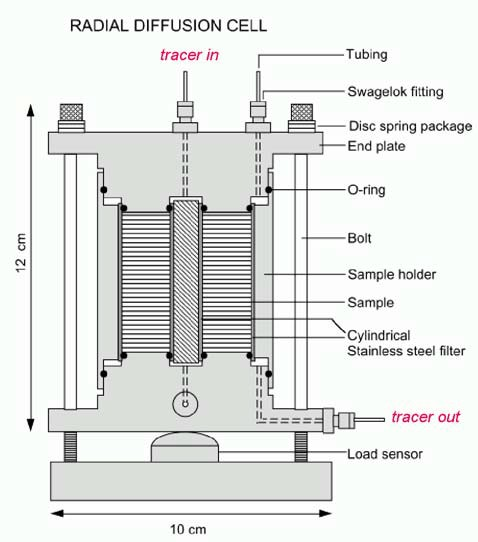 RADIAL DIFFUSION CELL
tracer in
Tubing
Swagelok fitting
Disc spring package
End plate
O-ring
Bolt
12 cm
Sample holder
Sample
Cylindrical
Stainless steel filter
tracer out
Load sensor
10 cm